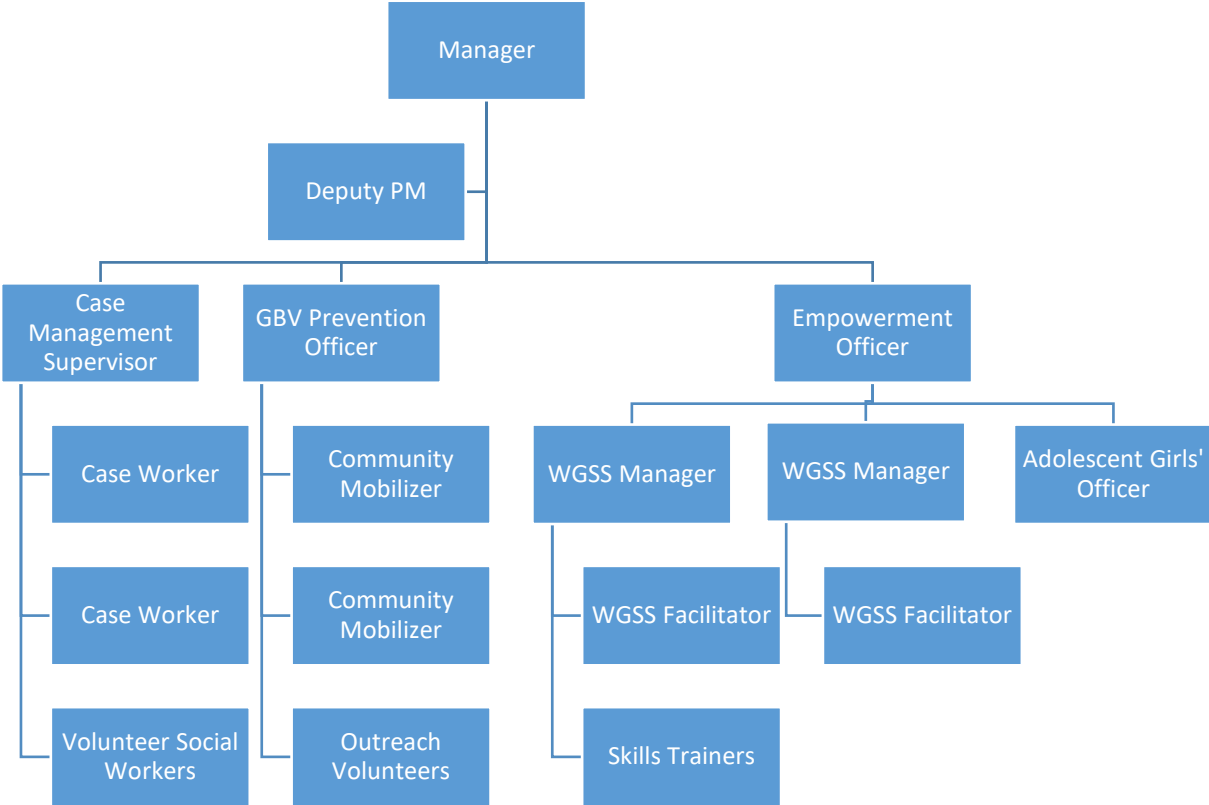 Manager
Deputy PM
Case
Management
Supervisor
GBV Prevention
Officer
Empowerment
Officer
Case Worker
Community
Mobilizer
WGSS Manager
WGSS Manager
Adolescent Girls'
Officer
Case Worker
Community
Mobilizer
WGSS Facilitator
WGSS Facilitator
Volunteer Social
Workers
Outreach
Volunteers
Skills Trainers